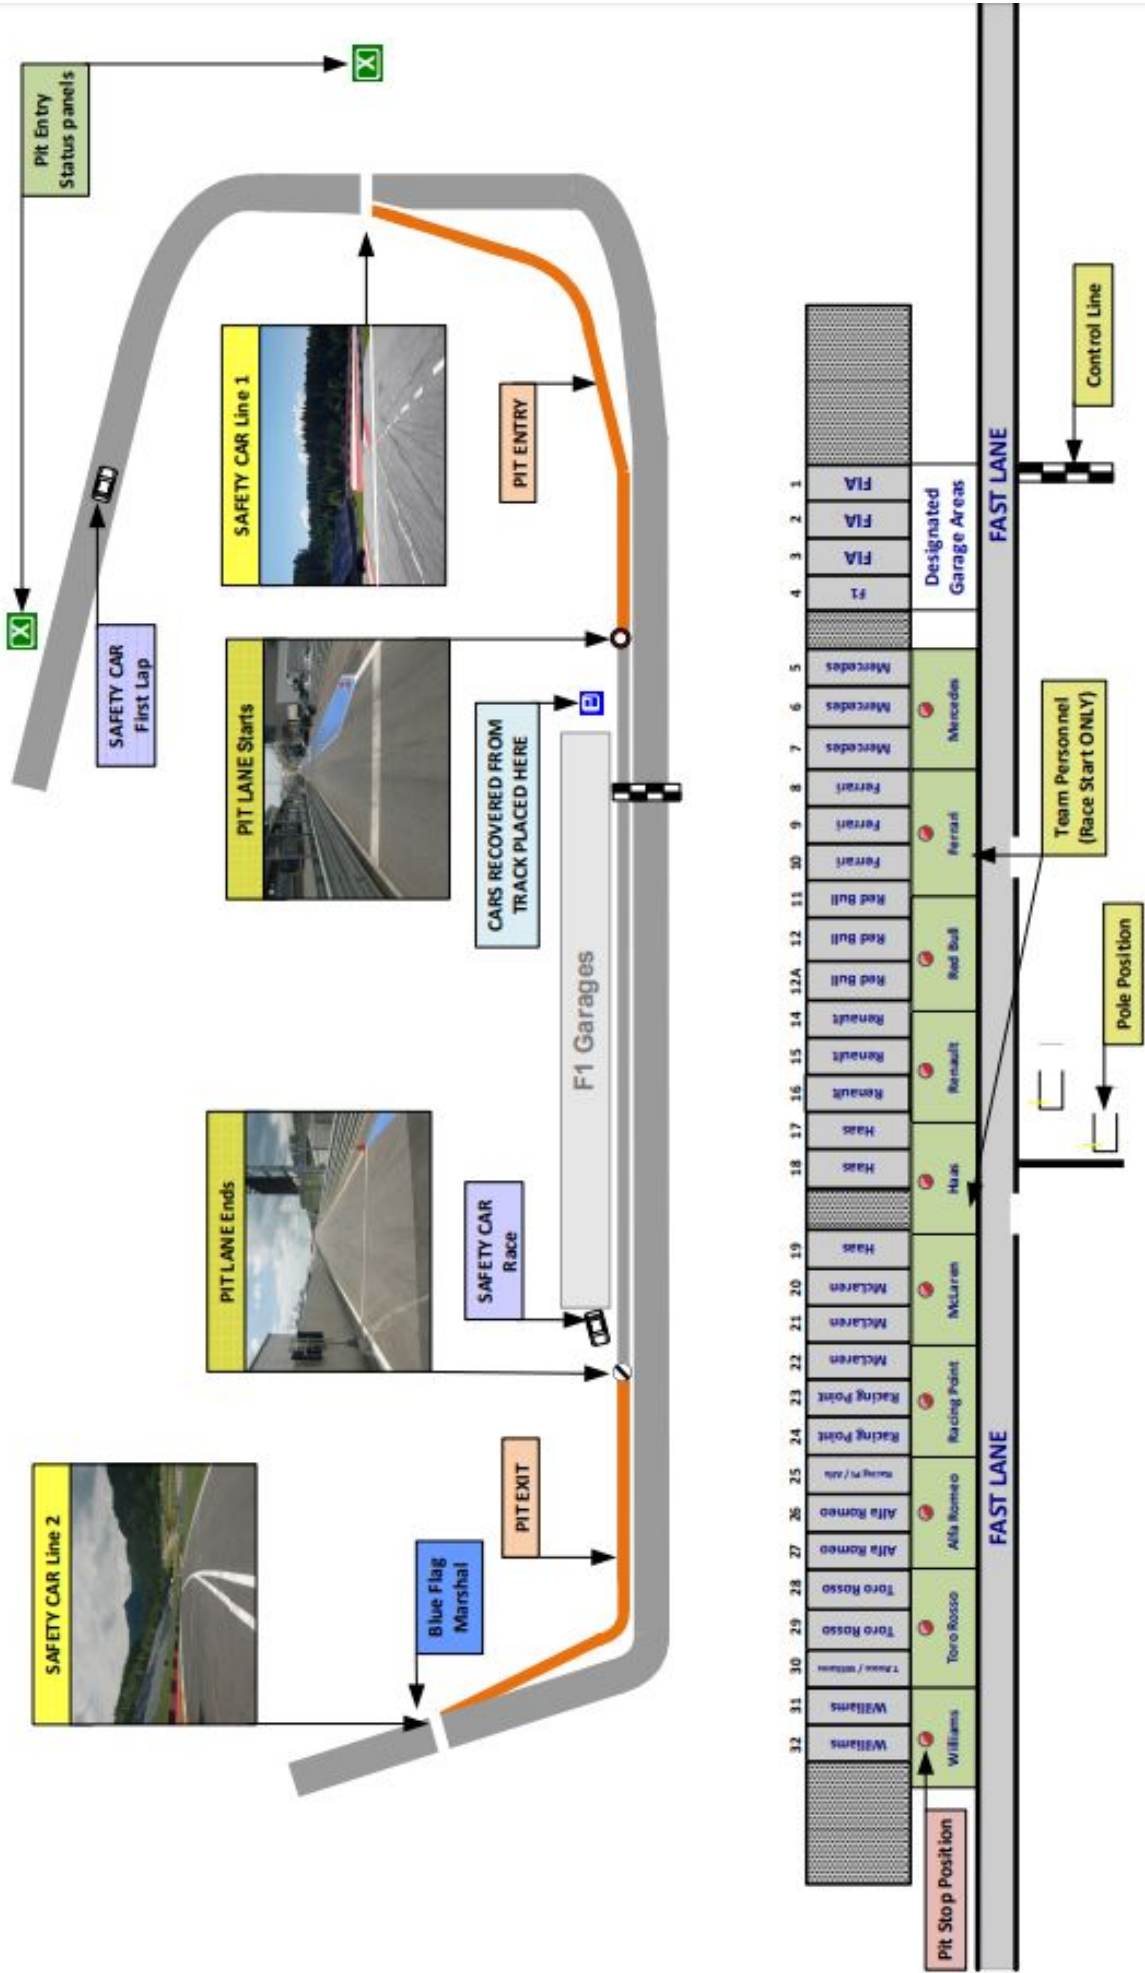 Pit Entry
Status panels
X
X
SAFETY CAR
First Lap
SAFETY CAR Line 1
PIT ENTRY
PIT LANE Starts
CARS RECOVERED FROM
TRACK PLACED HERE
P
F1 Garages
PIT LANE Ends
SAFETY CAR
Race
SAFETY CAR Line 2
Blue Flag
Marshal
PIT EXIT
32
31
30
29
28
27
26
25
24
23
22
21
20
19
18
17
16
15
14
12A
12
11
10
9
8
7
6
5
4
3
2
1
Williams
Williams
T.Rosso / Williams
Toro Rosso
Toro Rosso
Alfa Romeo
Alfa Romeo
Racing Pt / Alfa
Racing Point
Racing Point
McLaren
McLaren
McLaren
Haas
Haas
Haas
Renault
Renault
Renault
Red Bull
Red Bull
Red Bull
Ferrari
Ferrari
Ferrari
Mercedes
Mercedes
Mercedes
F1
FIA
FIA
FIA
Designated
Garage Areas
Williams
Toro Rosso
Alfa Romeo
Racing Point
McLaren
Haas
Renault
Red Bull
Ferrari
Mercedes
Pit Stop Position
FAST LANE
FAST LANE
Team Personnel
(Race Start ONLY)
Control Line
Pole Position